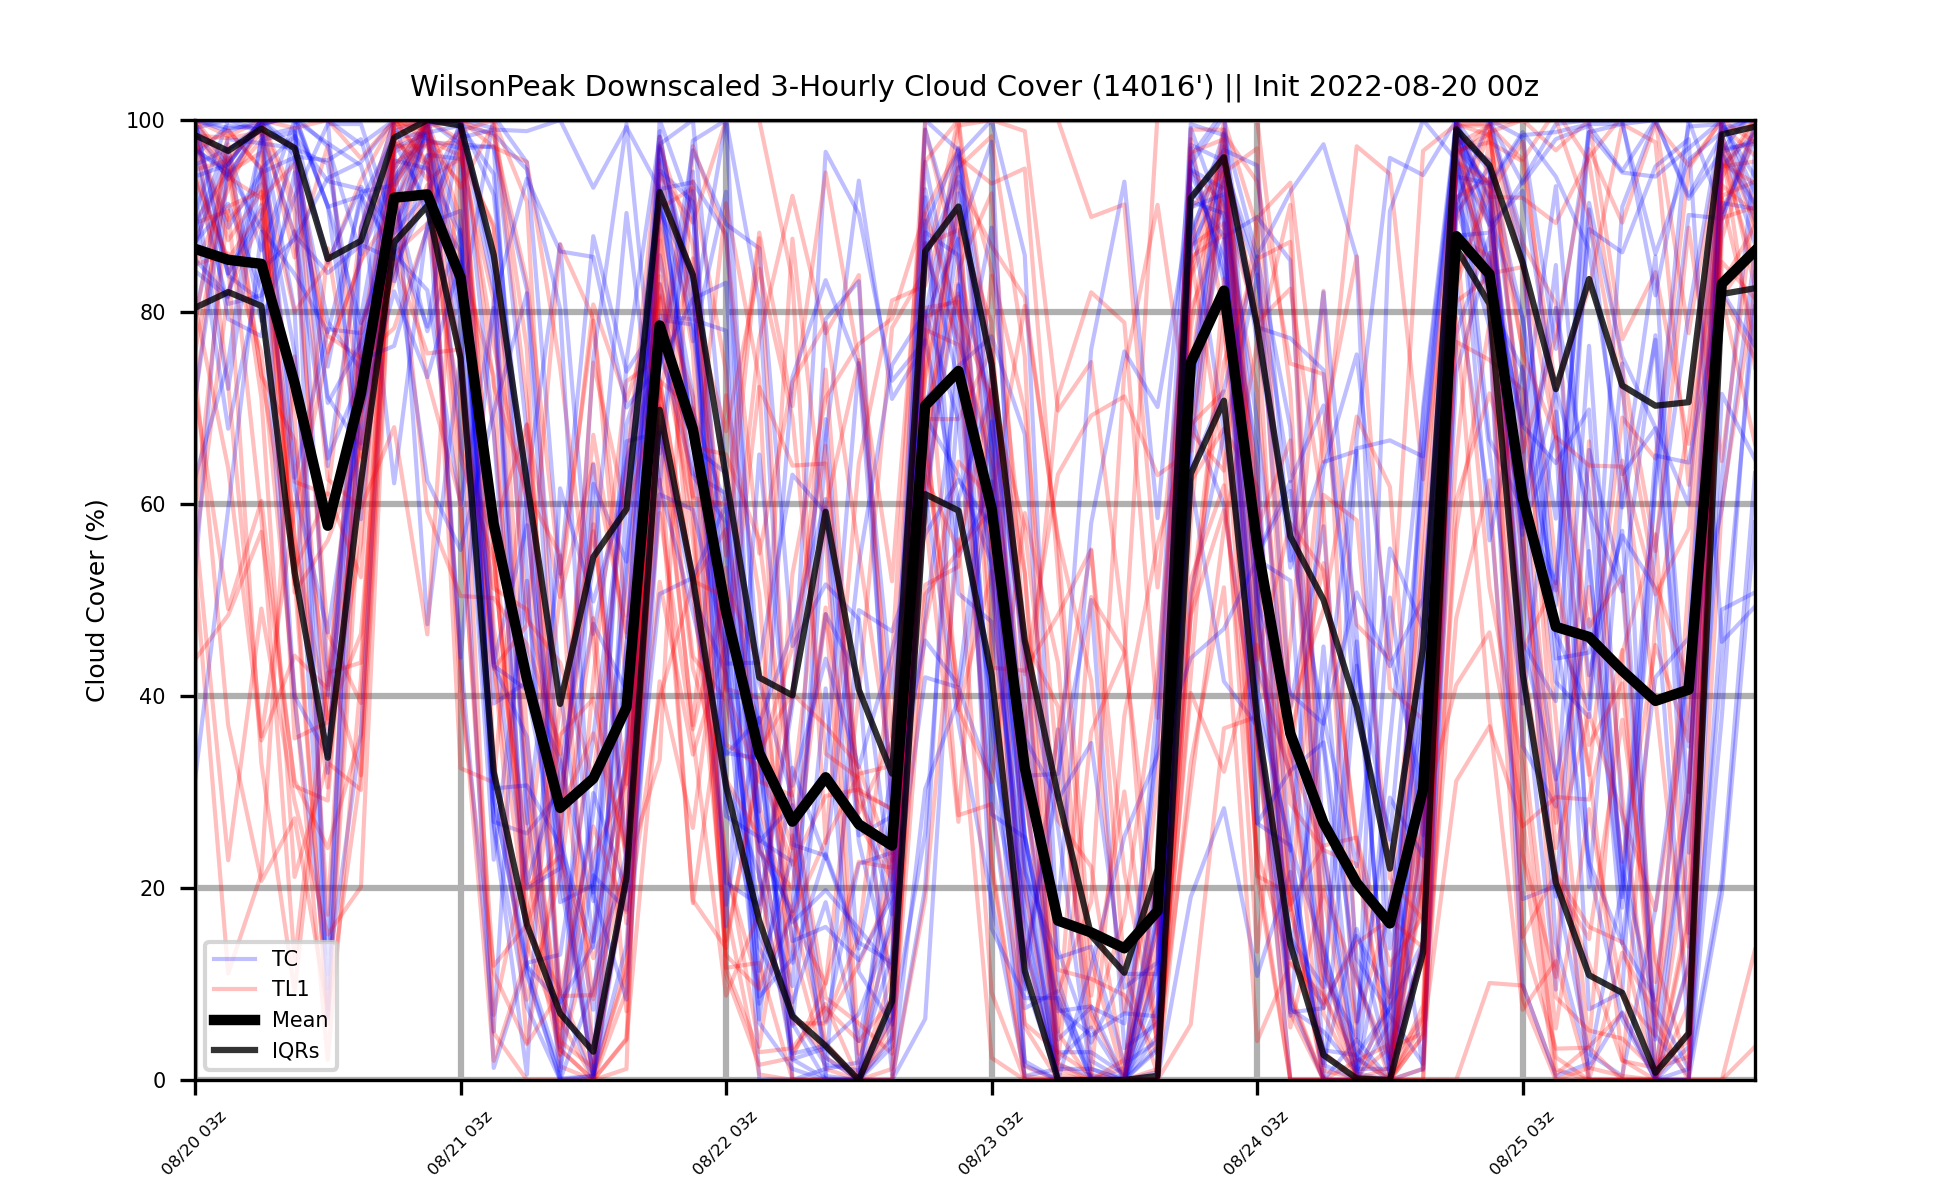 WilsonPeak Downscaled 3-Hourly Cloud Cover (14016') || Init 2022-08-20 00z
Cloud Cover (%)
100
80
60
40
20
0
TC
TL1
Mean
IQRs
08/20 03z
08/21 03z
08/22 03z
08/23 03z
08/24 03z
08/25 03z